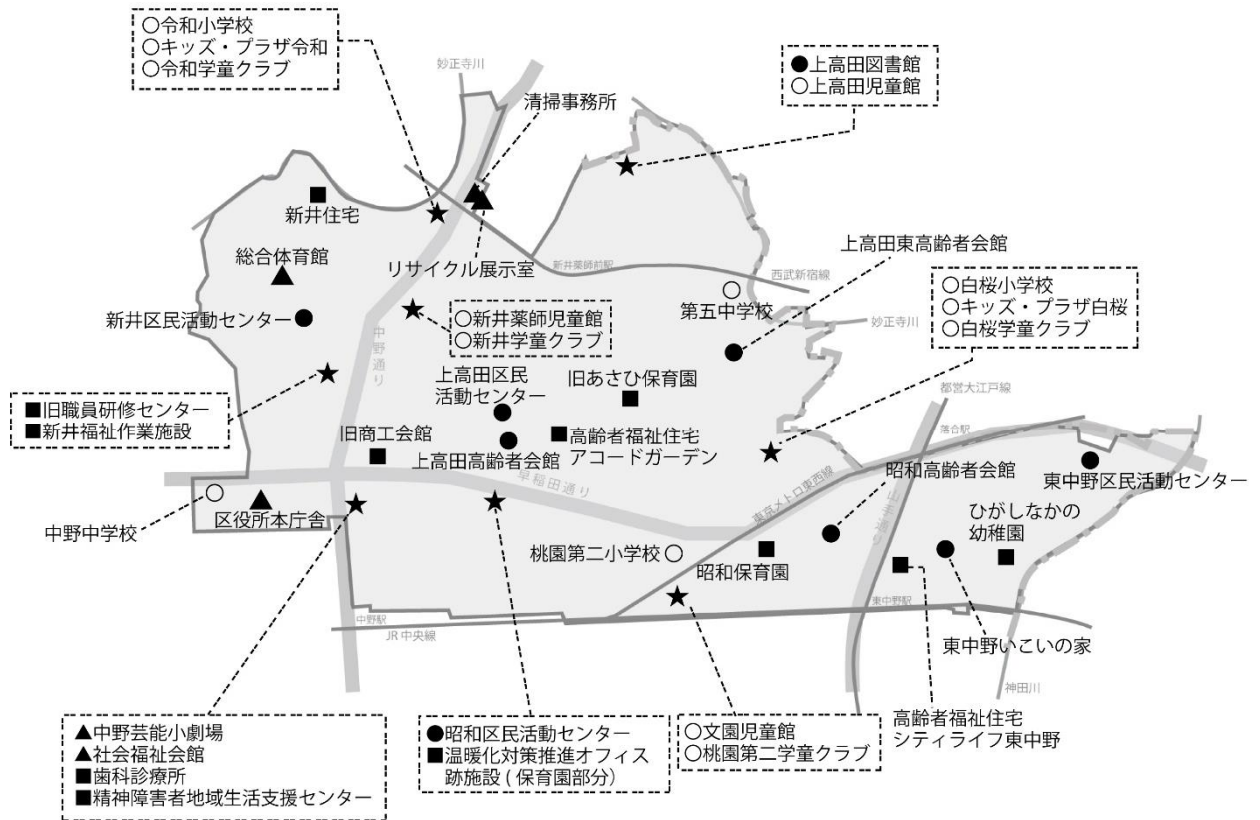 ○令和小学校
○キッズ・プラザ令和
○令和学童クラブ
妙正寺川
清掃事務所
●上高田図書館
○上高田児童館
新井住宅
総合体育館
リサイクル展示室
新井薬師前駅
西武新宿線
上高田東高齢者会館
新井区民活動センター
中野通り
○新井薬師児童館
○新井学童クラブ
第五中学校
妙正寺川
○白桜小学校
○キッズ・プラザ白桜
○白桜学童クラブ
■旧職員研修センター
■新井福祉作業施設
上高田区民
活動センター
旧あさひ保育園
都営大江戸線
落合駅
旧商工会館
上高田高齢者会館
高齢者福祉住宅
アコードガーデン
早稲田通り
東京メトロ東西線
昭和高齢者会館
山手通り
東中野区民活動センター
中野中学校
区役所本庁舎
桃園第二小学校
昭和保育園
ひがしなかの
幼稚園
中野駅
JR中央線
東中野駅
東中野いこいの家
神田川
高齢者福祉住宅
シティライフ東中野
▲中野芸能小劇場
▲社会福祉会館
■歯科診療所
■精神障害者地域生活支援センター
●昭和区民活動センター
■温暖化対策推進オフィス
跡施設(保育園部分)
○文園児童館
○桃園第二学童クラブ